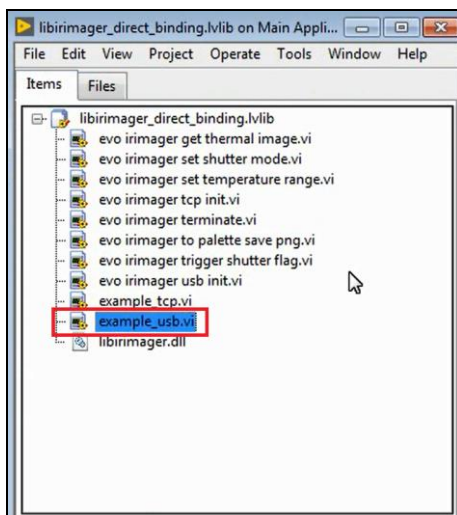 libirimager_direct_binding.lvlib on Main Appli...
File Edit View Project Operate Tools Window Help
Items Files
libirimager_direct_binding.lvlib
evo irimager get thermal image.vi
evo irimager set shutter mode.vi
evo irimager set temperature range.vi
evo irimager tcp init.vi
evo irimager terminate.vi
evo irimager to palette save png.vi
evo irimager trigger shutter flag.vi
evo irimager usb init.vi
example_tcp.vi
example_usb.vi
libirimager.dll